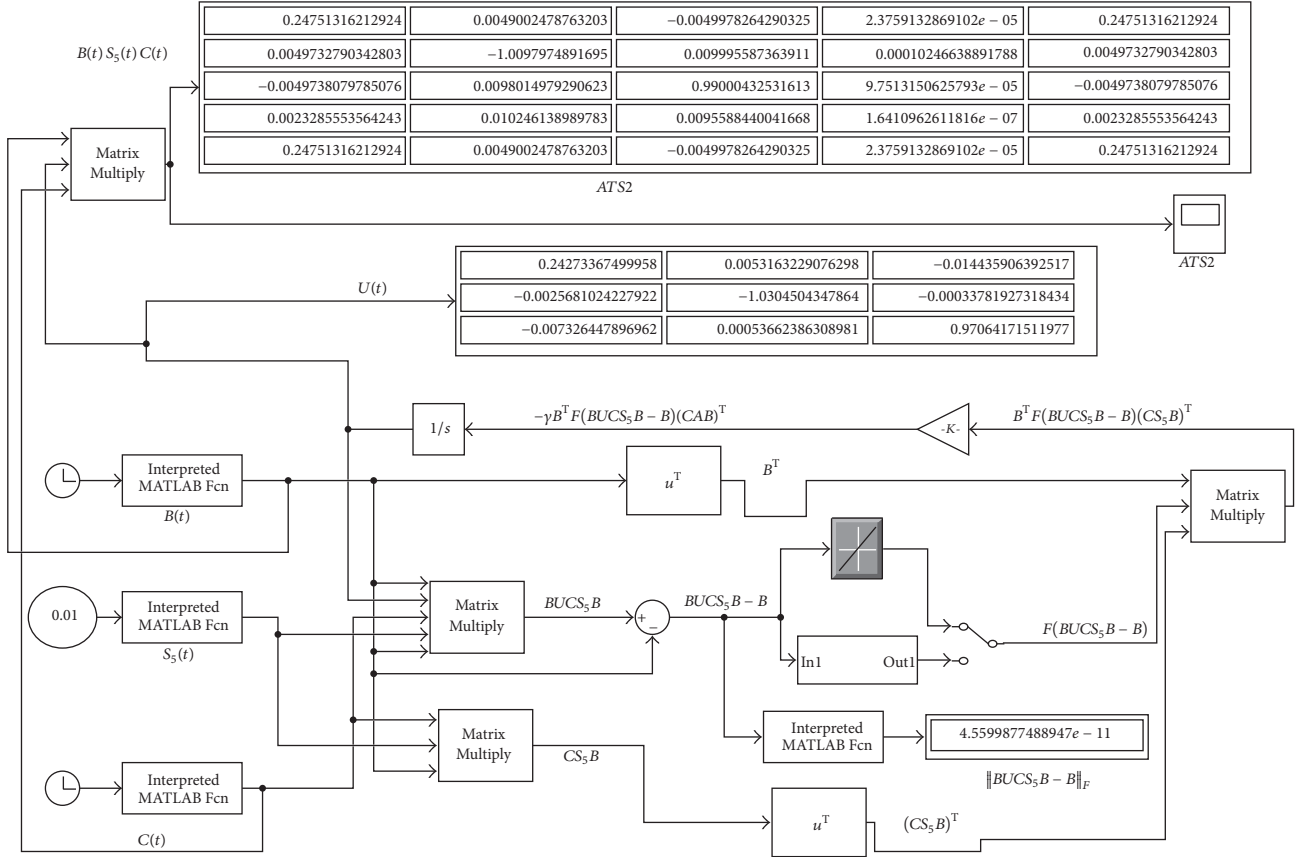 B(t) S₅(t) C(t)
0.24751316212924 0.0049002478763203 −0.0049978264290325 2.3759132869102e − 05 0.24751316212924
0.0049732790342803 −1.0097974891695 0.009995587363911 0.00010246638891788 0.0049732790342803
−0.0049738079785076 0.0098014979290623 0.99000432531613 9.7513150625793e − 05 −0.0049738079785076
0.0023285553564243 0.010246138989783 0.0095588440041668 1.6410962611816e − 07 0.0023285553564243
0.24751316212924 0.0049002478763203 −0.0049978264290325 2.3759132869102e − 05 0.24751316212924
ATS2
Matrix
Multiply
ATS2
U(t)
0.24273367499958 0.0053163229076298 −0.014435906392517
−0.0025681024227922 −1.0304504347864 −0.00033781927318434
−0.007326447896962 0.00053662386308981 0.97064171511977
1/s
−γBᵀF(BUCS₅B − B)(CAB)ᵀ
-K-
BᵀF(BUCS₅B − B)(CS₅B)ᵀ
Interpreted
MATLAB Fcn
B(t)
uᵀ
Bᵀ
Matrix
Multiply
0.01
Interpreted
MATLAB Fcn
S₅(t)
Matrix
Multiply
BUCS₅B
+
−
BUCS₅B − B
In1 Out1
F(BUCS₅B − B)
Matrix
Multiply
CS₅B
Interpreted
MATLAB Fcn
4.5599877488947e − 11
‖BUCS₅B − B‖F
Interpreted
MATLAB Fcn
C(t)
uᵀ
(CS₅B)ᵀ